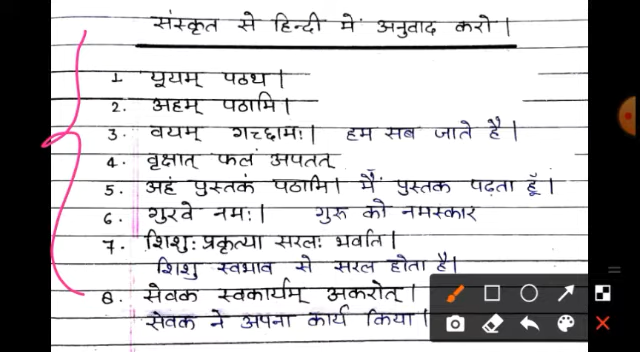 संस्कृत से हिन्दी में अनुवाद करो |
1 यूयम् पठथ |
2. अहम् पठामि |
3. वयम् गच्छामः | हम सब जाते है |
4. वृक्षात् फलं अपतत्
5. अहं पुस्तकं पठामि | मैं पुस्तक पढ़ता हूँ |
6. गुरवे नमः | गुरु को नमस्कार
7. शिशुः प्रकृत्या सरलः भवति |
शिशु स्वभाव से सरल होता है |
8. सेवक स्वकार्यम् अकरोत् |
सेवक ने अपना कार्य किया |